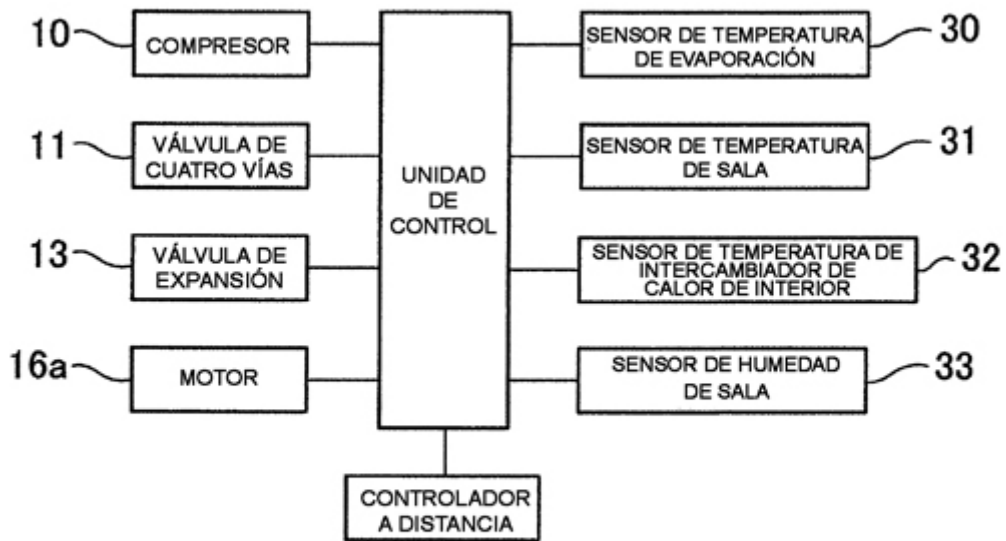 10
COMPRESOR
SENSOR DE TEMPERATURA
DE EVAPORACIÓN
30
11
VÁLVULA DE
CUATRO VÍAS
UNIDAD
DE
CONTROL
SENSOR DE TEMPERATURA
DE SALA
31
13
VÁLVULA DE
EXPANSIÓN
SENSOR DE TEMPERATURA DE
INTERCAMBIADOR DE
CALOR DE INTERIOR
32
16a
MOTOR
SENSOR DE HUMEDAD
DE SALA
33
CONTROLADOR
A DISTANCIA